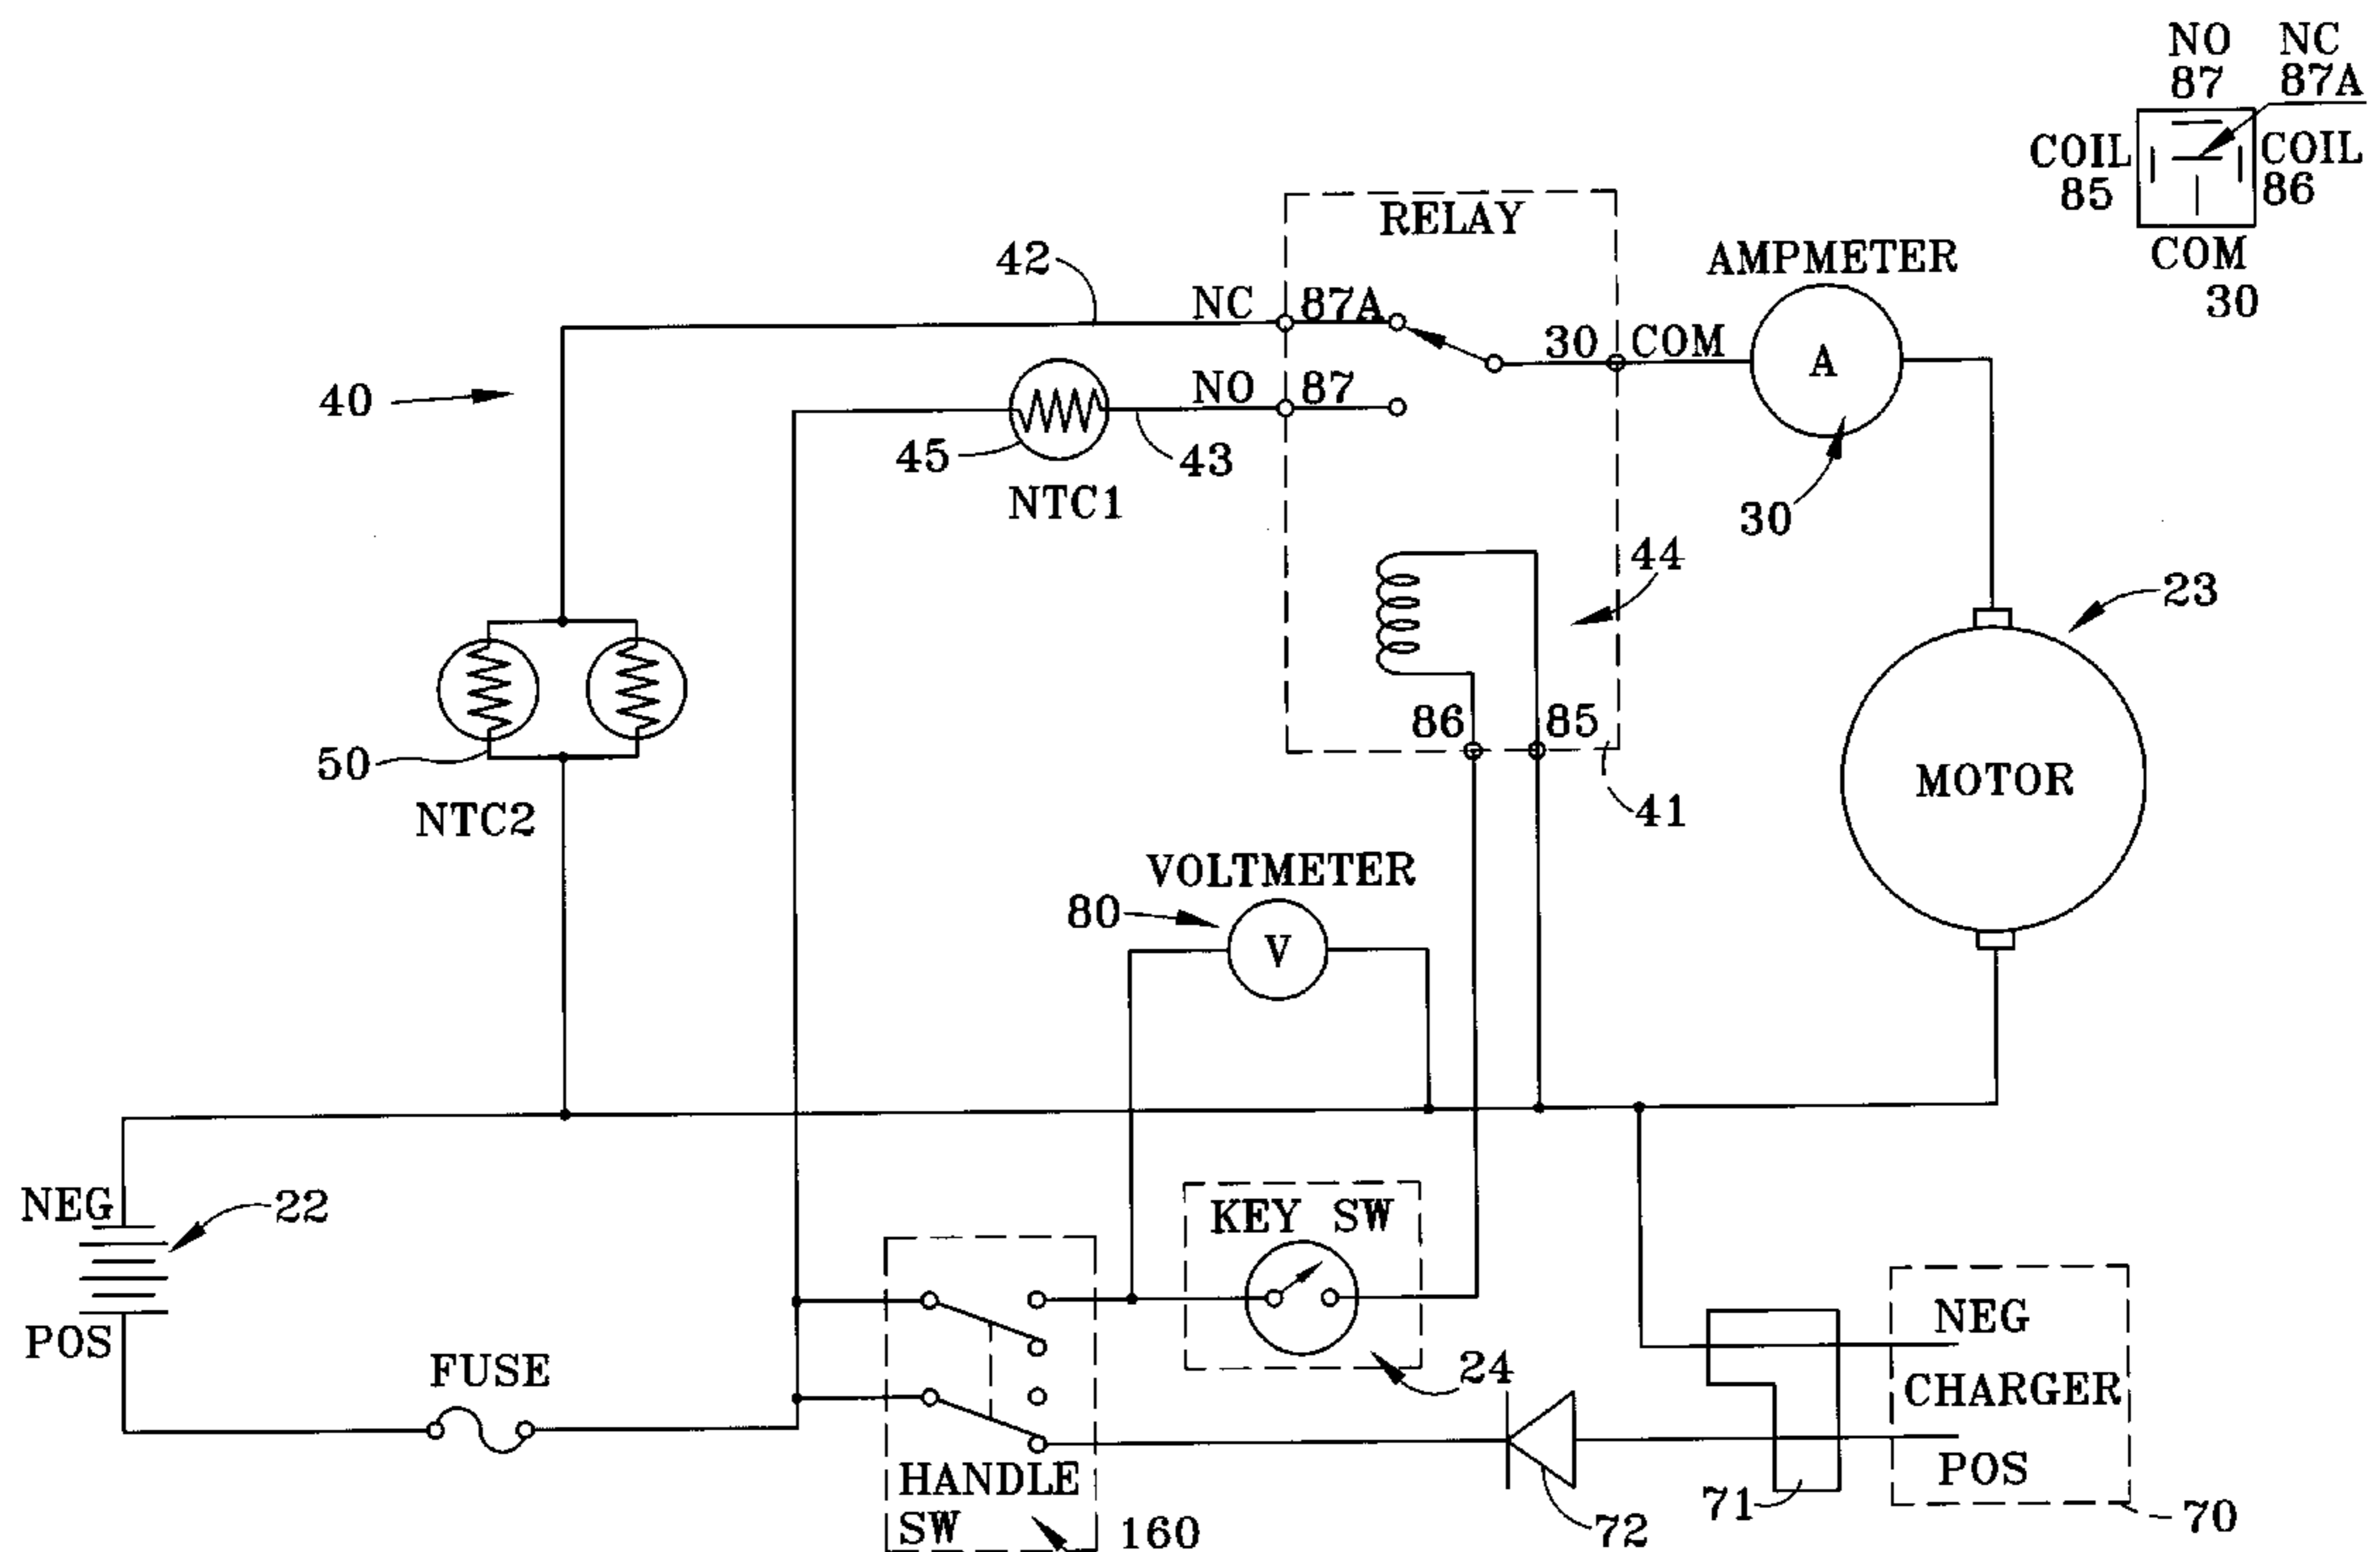 NO NC
87 87A
COIL COIL
85 86
COM
30
RELAY
AMPMETER
42
NC 87A
30 COM
A
40
NO 87
45
43
NTC1
30
44
23
86 85
50
MOTOR
NTC2
41
VOLTMETER
80
V
NEG
22
KEY SW
POS
NEG
FUSE
24
CHARGER
HANDLE
SW
POS
160
72
71
70